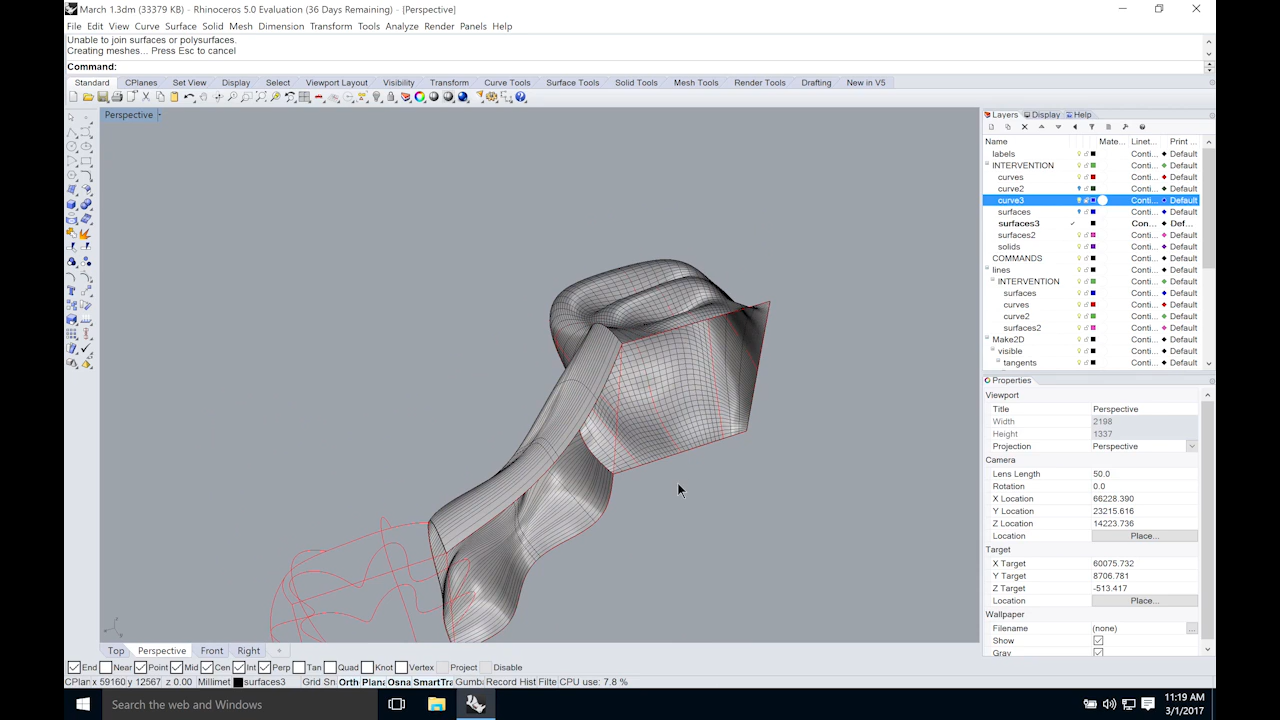 March 1.3dm (33379 KB) - Rhinoceros 5.0 Evaluation (36 Days Remaining) - [Perspective]
File Edit View Curve Surface Solid Mesh Dimension Transform Tools Analyze Render Panels Help
Unable to join surfaces or polysurfaces.
Creating meshes... Press Esc to cancel
Command:
Standard CPlanes Set View Display Select Viewport Layout Visibility Transform Curve Tools Surface Tools Solid Tools Mesh Tools Render Tools Drafting New in V5
Perspective
Layers Display Help
Name Mate... Linet... Print ...
labels Conti... Default
INTERVENTION Conti... Default
curves Conti... Default
curve2 Conti... Default
curve3 Conti... Default
surfaces Conti... Default
surfaces3 Con... Def...
surfaces2 Conti... Default
solids Conti... Default
COMMANDS Conti... Default
lines Conti... Default
INTERVENTION Conti... Default
surfaces Conti... Default
curves Conti... Default
curve2 Conti... Default
surfaces2 Conti... Default
Make2D Conti... Default
visible Conti... Default
tangents Conti... Default
Properties
Viewport
Title Perspective
Width 2198
Height 1337
Projection Perspective
Camera
Lens Length 50.0
Rotation 0.0
X Location 66228.390
Y Location 23215.616
Z Location 14223.736
Location Place...
Target
X Target 60075.732
Y Target 8706.781
Z Target -513.417
Location Place...
Wallpaper
Filename (none) ...
Show
Gray
Top Perspective Front Right
End Near Point Mid Cen Int Perp Tan Quad Knot Vertex Project Disable
CPlan x 59160 y 12567 z 0.00 Millimet surfaces3 Grid Sn Orth Plana Osna SmartTra Gumba Record Hist Filte CPU use: 7.8 %
Search the web and Windows
11:19 AM
3/1/2017